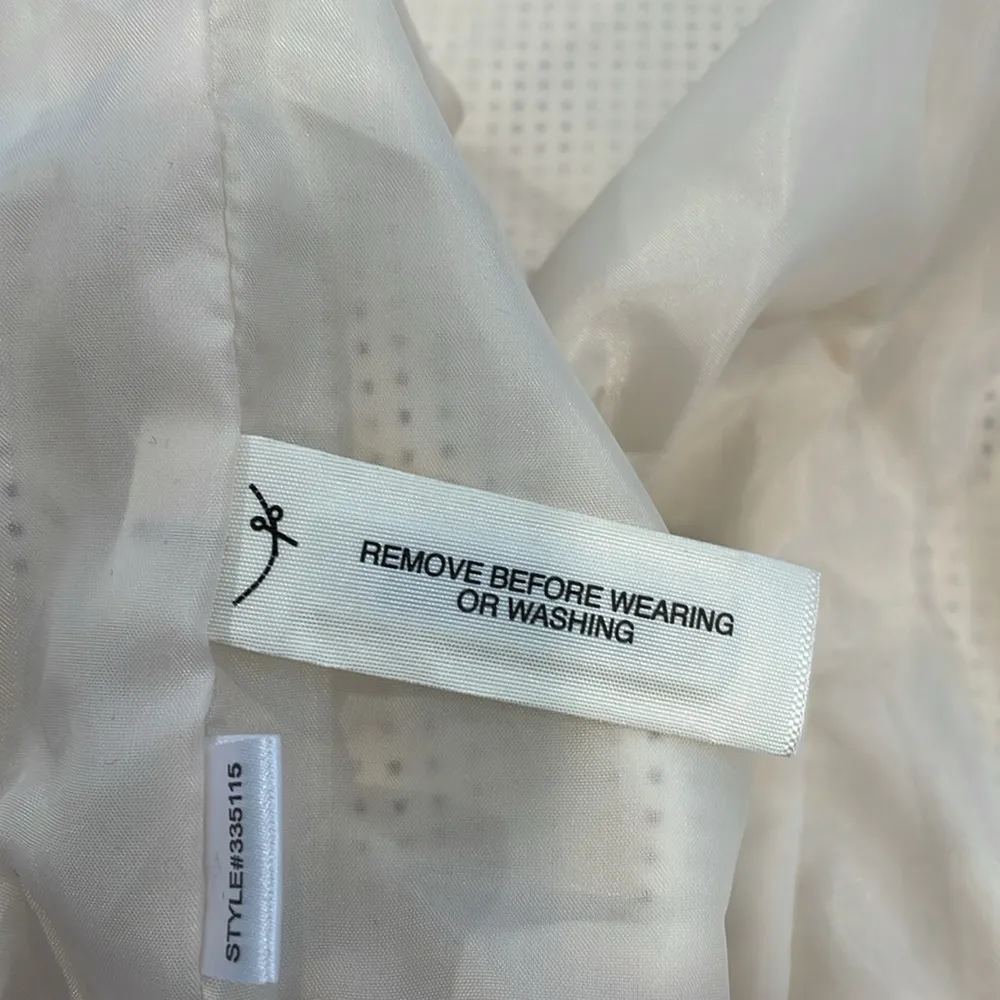 REMOVE BEFORE WEARING
OR WASHING
STYLE#335115